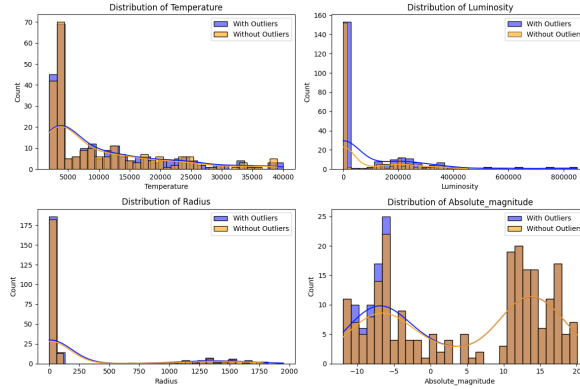 Distribution of Temperature
With Outliers
Without Outliers
70
60
50
40
30
20
10
0
Count
5000 10000 15000 20000 25000 30000 35000 40000
Temperature
Distribution of Luminosity
With Outliers
Without Outliers
160
140
120
100
80
60
40
20
0
Count
0 200000 400000 600000 800000
Luminosity
Distribution of Radius
With Outliers
Without Outliers
175
150
125
100
75
50
25
0
Count
0 250 500 750 1000 1250 1500 1750 2000
Radius
Distribution of Absolute_magnitude
With Outliers
Without Outliers
25
20
15
10
5
0
Count
−10 −5 0 5 10 15 20
Absolute_magnitude